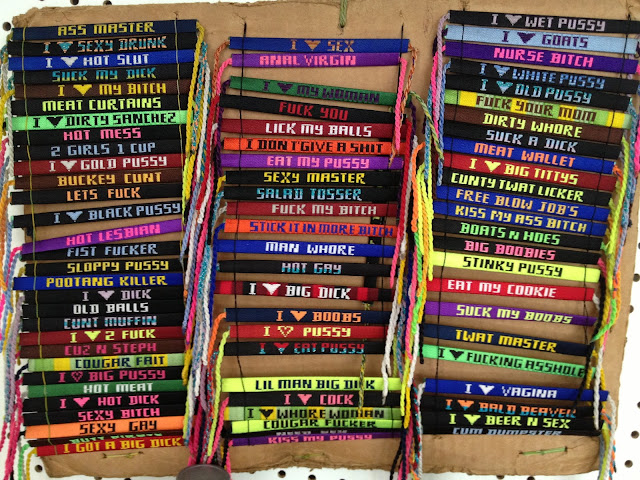 ASS MASTER
I ♥ SEXY DRUNK
I ♥ HOT SLUT
SUCK MY DICK
I ♥ MY BITCH
MEAT CURTAINS
I ♥ DIRTY SANCHEZ
HOT MESS
2 GIRLS 1 CUP
I ♥ GOLD PUSSY
BUCKEY CUNT
LETS FUCK
I ♥ BLACK PUSSY
HOT LESBIAN
FIST FUCKER
SLOPPY PUSSY
POOTANG KILLER
I ♥ DICK
OLD BALLS
CUNT MUFFIN
I ♥ 2 FUCK
CUZ N STEPH
COUGAR BAIT
I ♥ BIG PUSSY
HOT MEAT
I ♥ HOT DICK
SEXY BITCH
SEXY GAY
I GOT A BIG DICK
I ♥ SEX
ANAL VIRGIN
I ♥ MY WOMAN
FUCK YOU
LICK MY BALLS
I DON'T GIVE A SHIT
EAT MY PUSSY
SEXY MASTER
SALAD TOSSER
FUCK MY BITCH
STICK IT IN MORE BITCH
MAN WHORE
HOT GAY
I ♥ BIG DICK
I ♥ BOOBS
I ♥ PUSSY
I ♥ EAT PUSSY
LIL MAN BIG DICK
I ♥ COCK
I ♥ WHORE WOMAN
COUGAR FUCKER
KISS MY PUSSY
I ♥ WET PUSSY
I ♥ GOATS
NURSE BITCH
I ♥ WHITE PUSSY
I ♥ OLD PUSSY
FUCK YOUR MOM
DIRTY WHORE
SUCK A DICK
MEAT WALLET
I ♥ BIG TITTYS
CUNTY TWAT LICKER
FREE BLOW JOB'S
KISS MY ASS BITCH
BOATS N HOES
BIG BOOBIES
STINKY PUSSY
EAT MY COOKIE
SUCK MY BOOBS
TWAT MASTER
I ♥ FUCKING ASSHOLE
I ♥ VAGINA
I ♥ BALD BEAVER
I ♥ BEER N SEX
CUM DUMPSTER